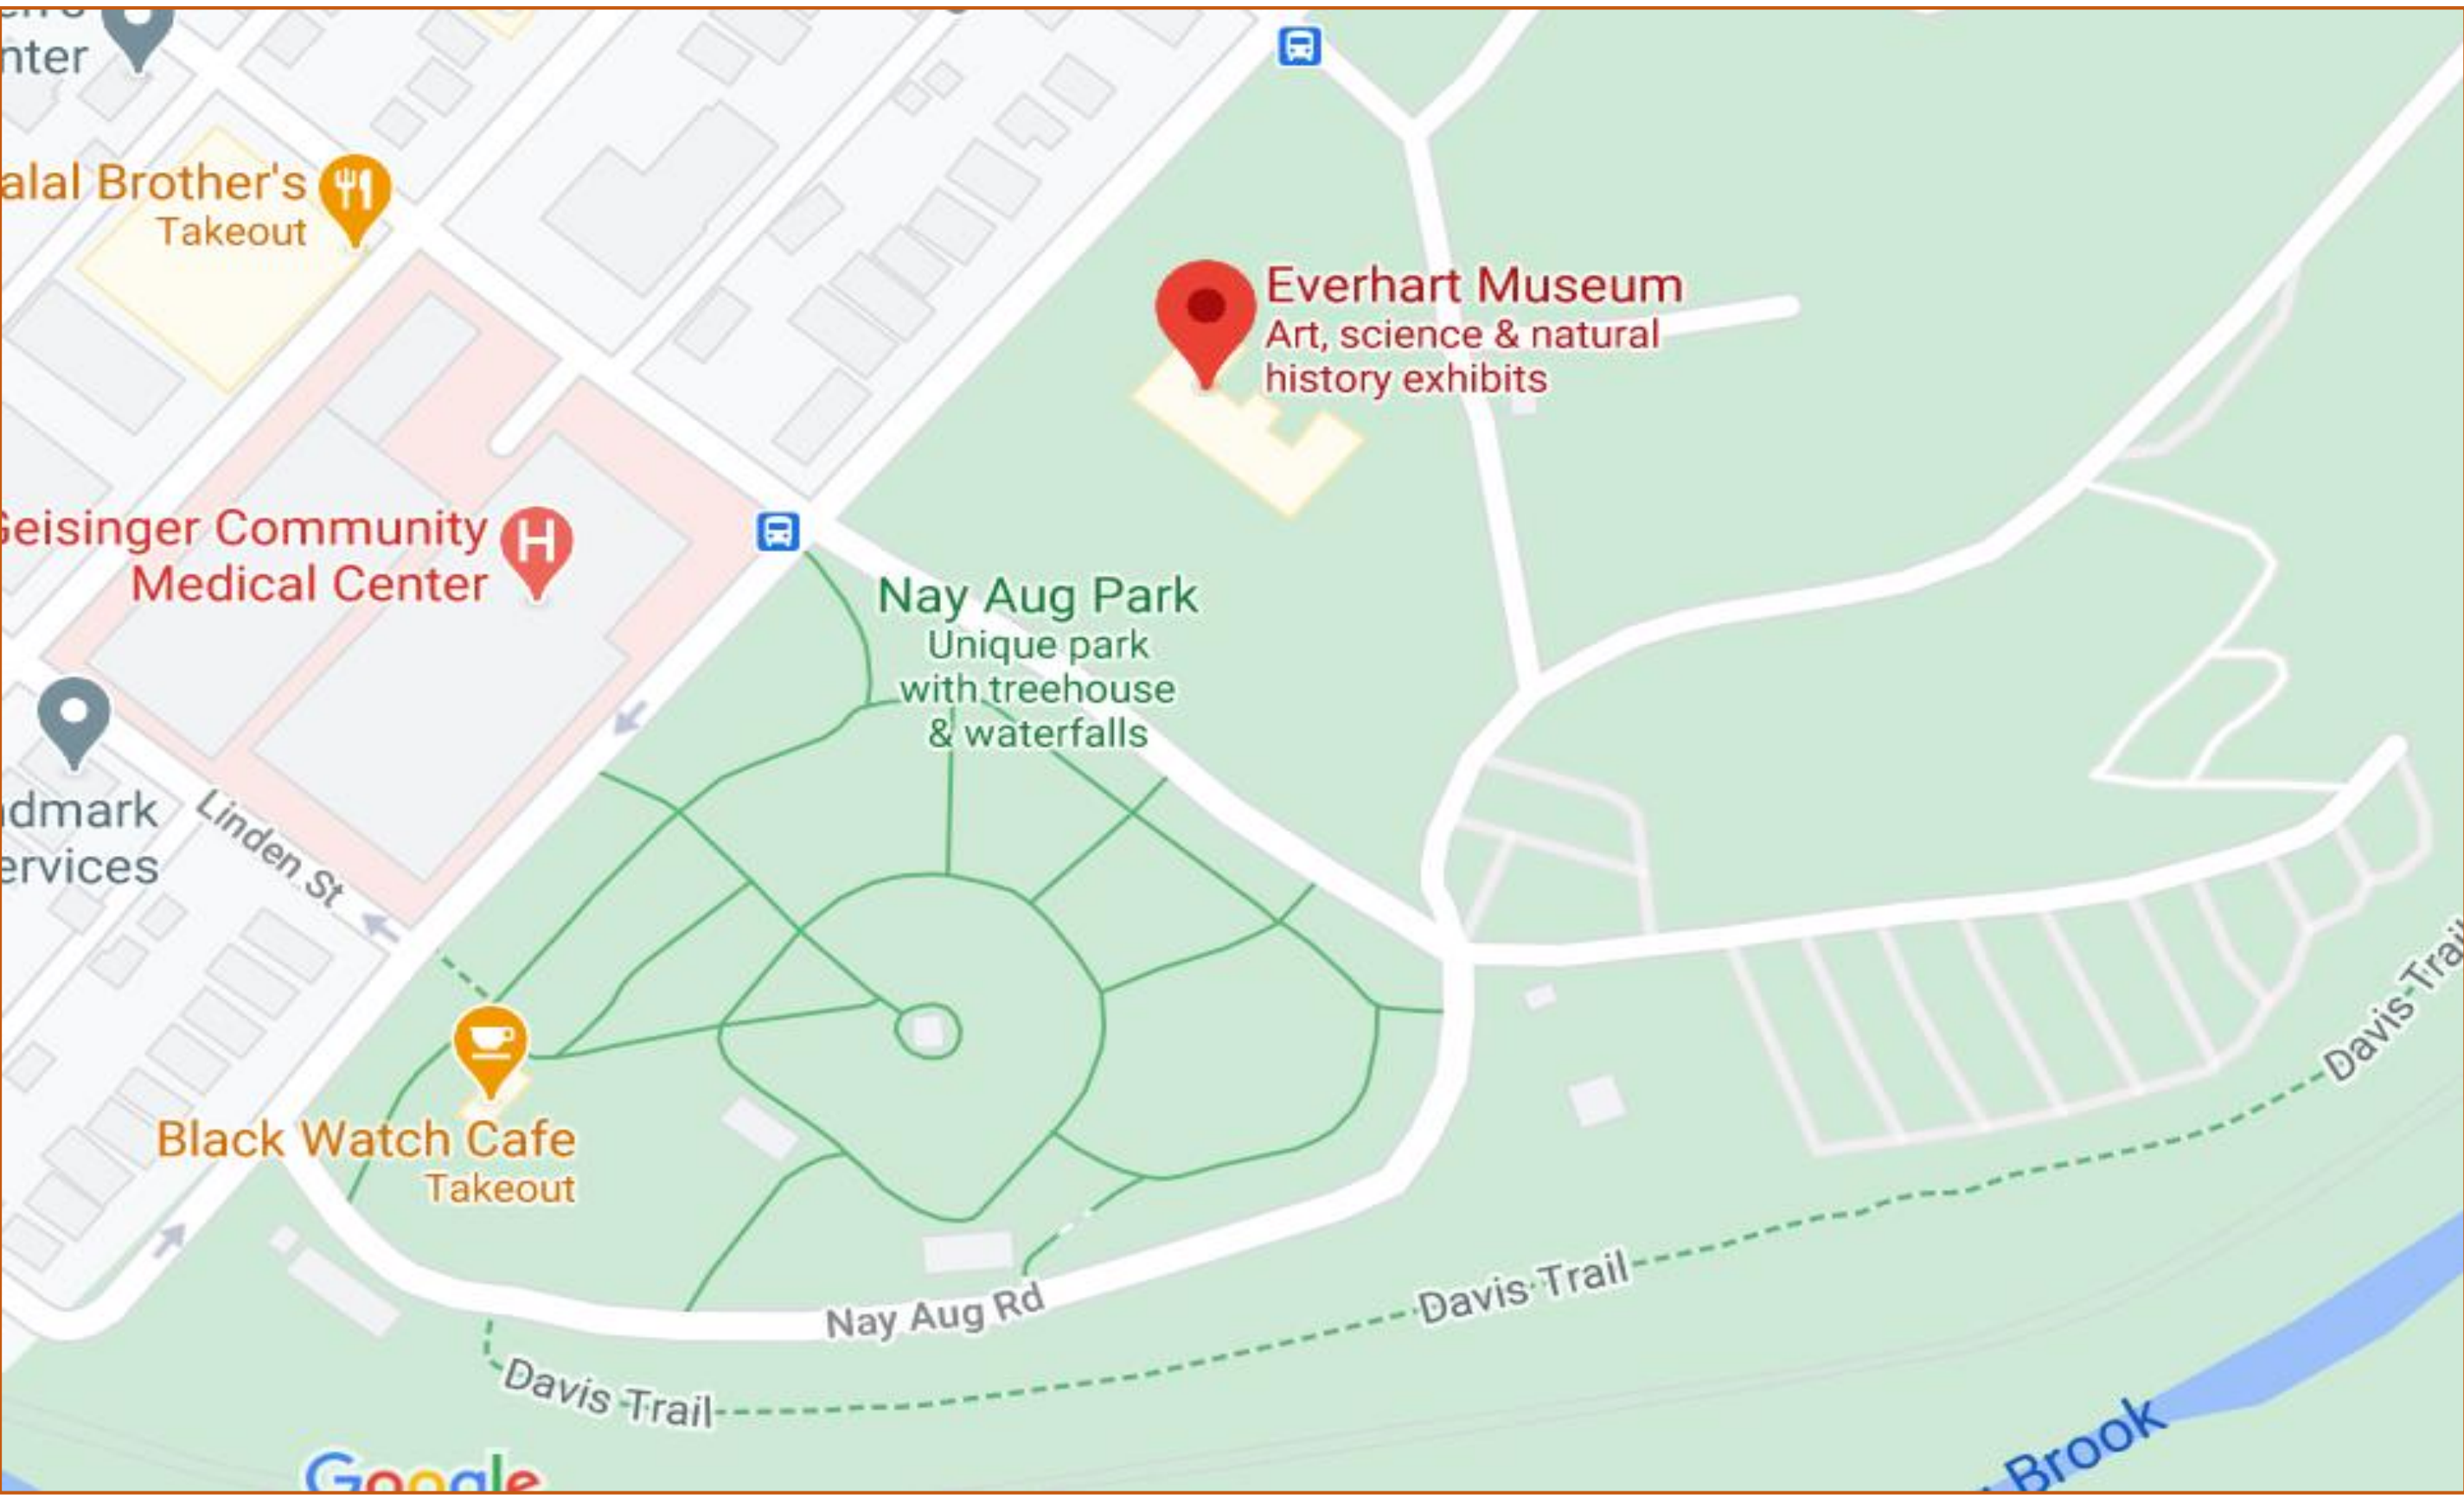 nter
alal Brother's
Takeout
Everhart Museum
Art, science & natural
history exhibits
Geisinger Community
Medical Center
H
Nay Aug Park
Unique park
with treehouse
& waterfalls
dmark
ervices
Linden St
Black Watch Cafe
Takeout
Nay Aug Rd
Davis Trail
Davis Trail
Davis Trail
Brook
Google